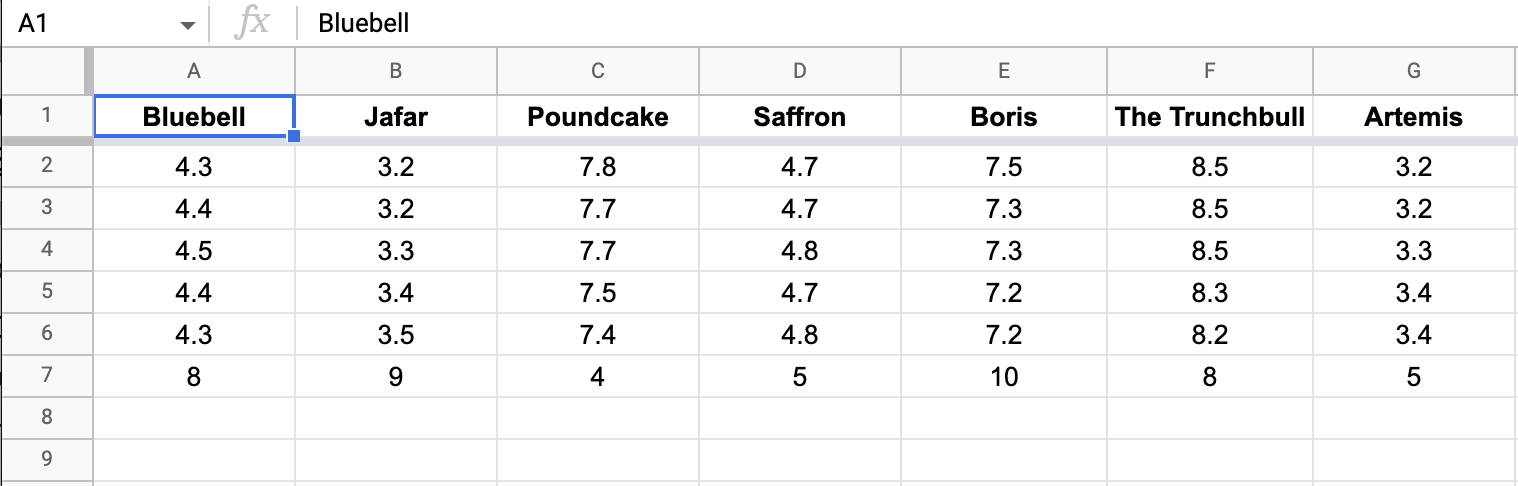 A1 fx Bluebell
A B C D E F G
1 Bluebell Jafar Poundcake Saffron Boris The Trunchbull Artemis
2 4.3 3.2 7.8 4.7 7.5 8.5 3.2
3 4.4 3.2 7.7 4.7 7.3 8.5 3.2
4 4.5 3.3 7.7 4.8 7.3 8.5 3.3
5 4.4 3.4 7.5 4.7 7.2 8.3 3.4
6 4.3 3.5 7.4 4.8 7.2 8.2 3.4
7 8 9 4 5 10 8 5
8
9